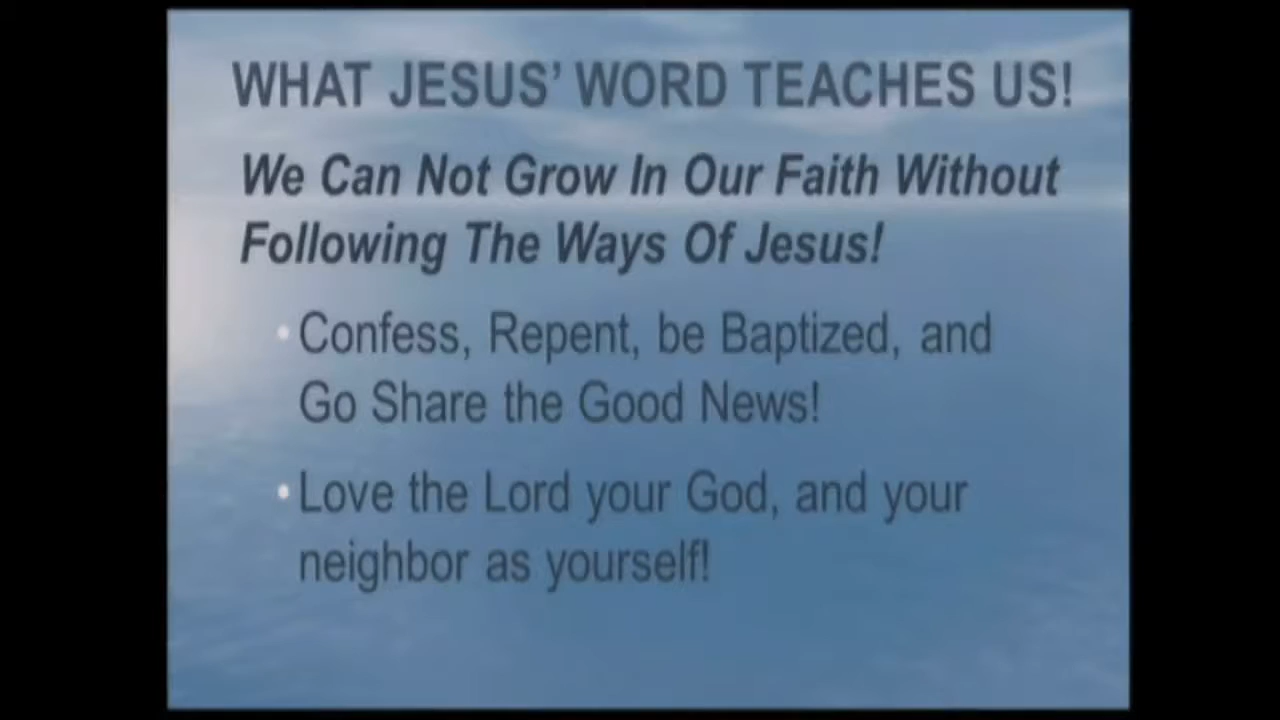 WHAT JESUS’ WORD TEACHES US!
We Can Not Grow In Our Faith Without
Following The Ways Of Jesus!
• Confess, Repent, be Baptized, and
Go Share the Good News!
• Love the Lord your God, and your
neighbor as yourself!